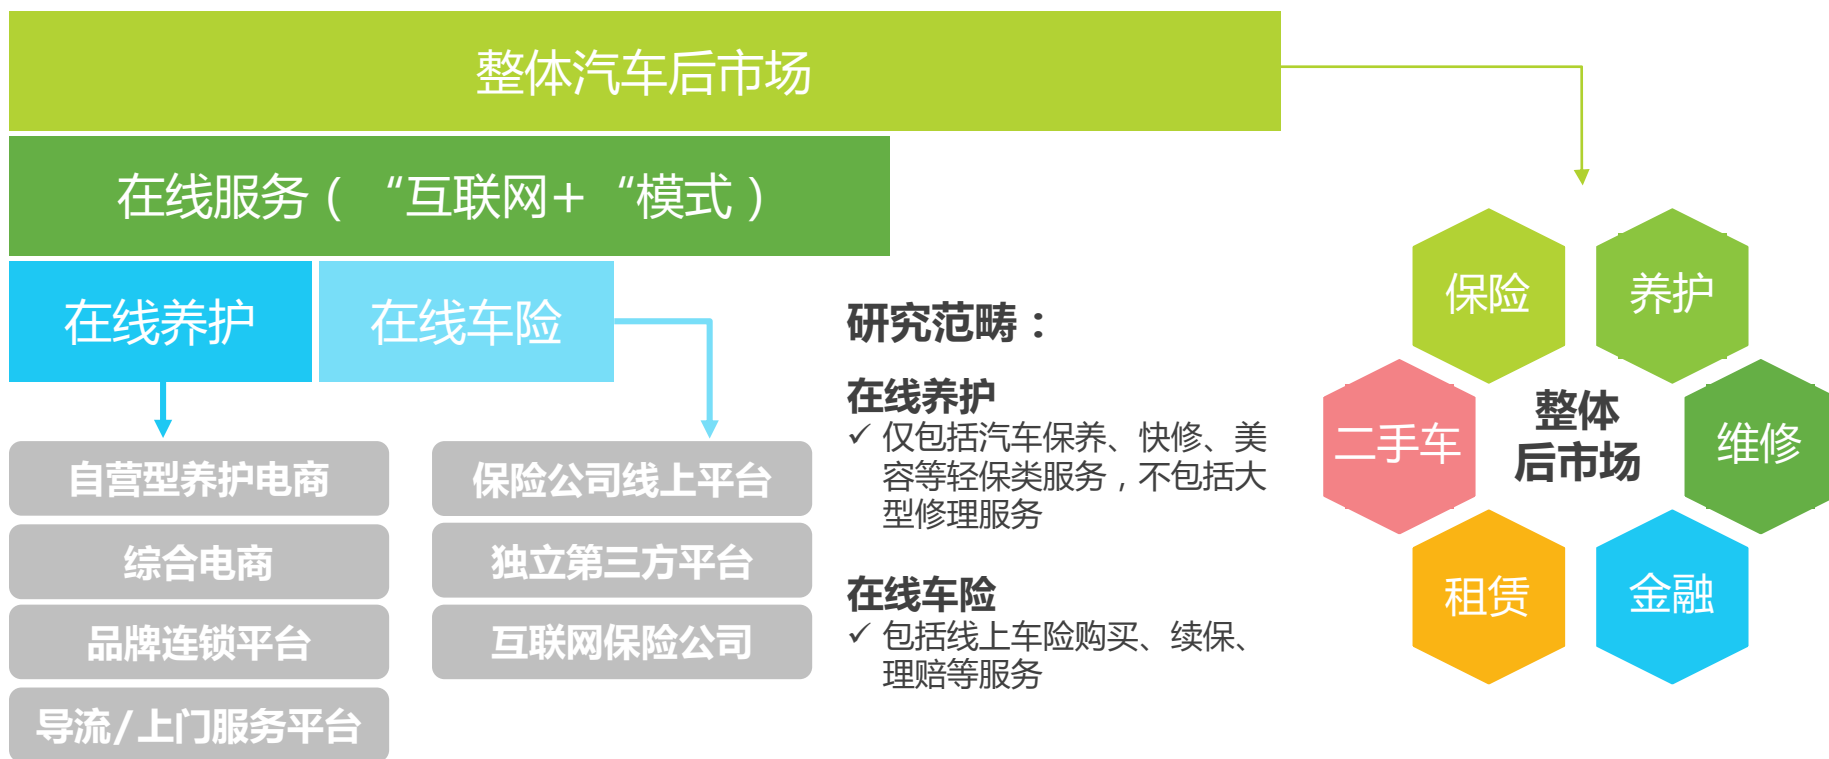 整体汽车后市场
在线服务（ “互联网+ “模式）
在线养护
在线车险
自营型养护电商
综合电商
品牌连锁平台
导流/上门服务平台
保险公司线上平台
独立第三方平台
互联网保险公司
研究范畴：
在线养护
✓ 仅包括汽车保养、快修、美
容等轻保类服务，不包括大
型修理服务
在线车险
✓ 包括线上车险购买、续保、
理赔等服务
保险
养护
二手车
整体
后市场
维修
租赁
金融